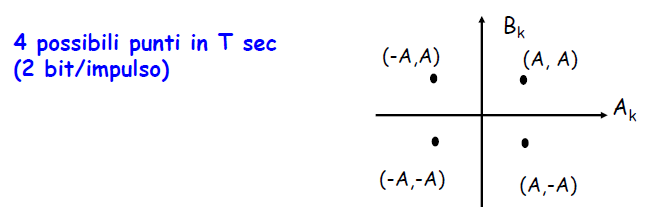 4 possibili punti in T sec
(2 bit/impulso)
Bk
(-A,A)
(A, A)
Ak
(-A,-A)
(A,-A)